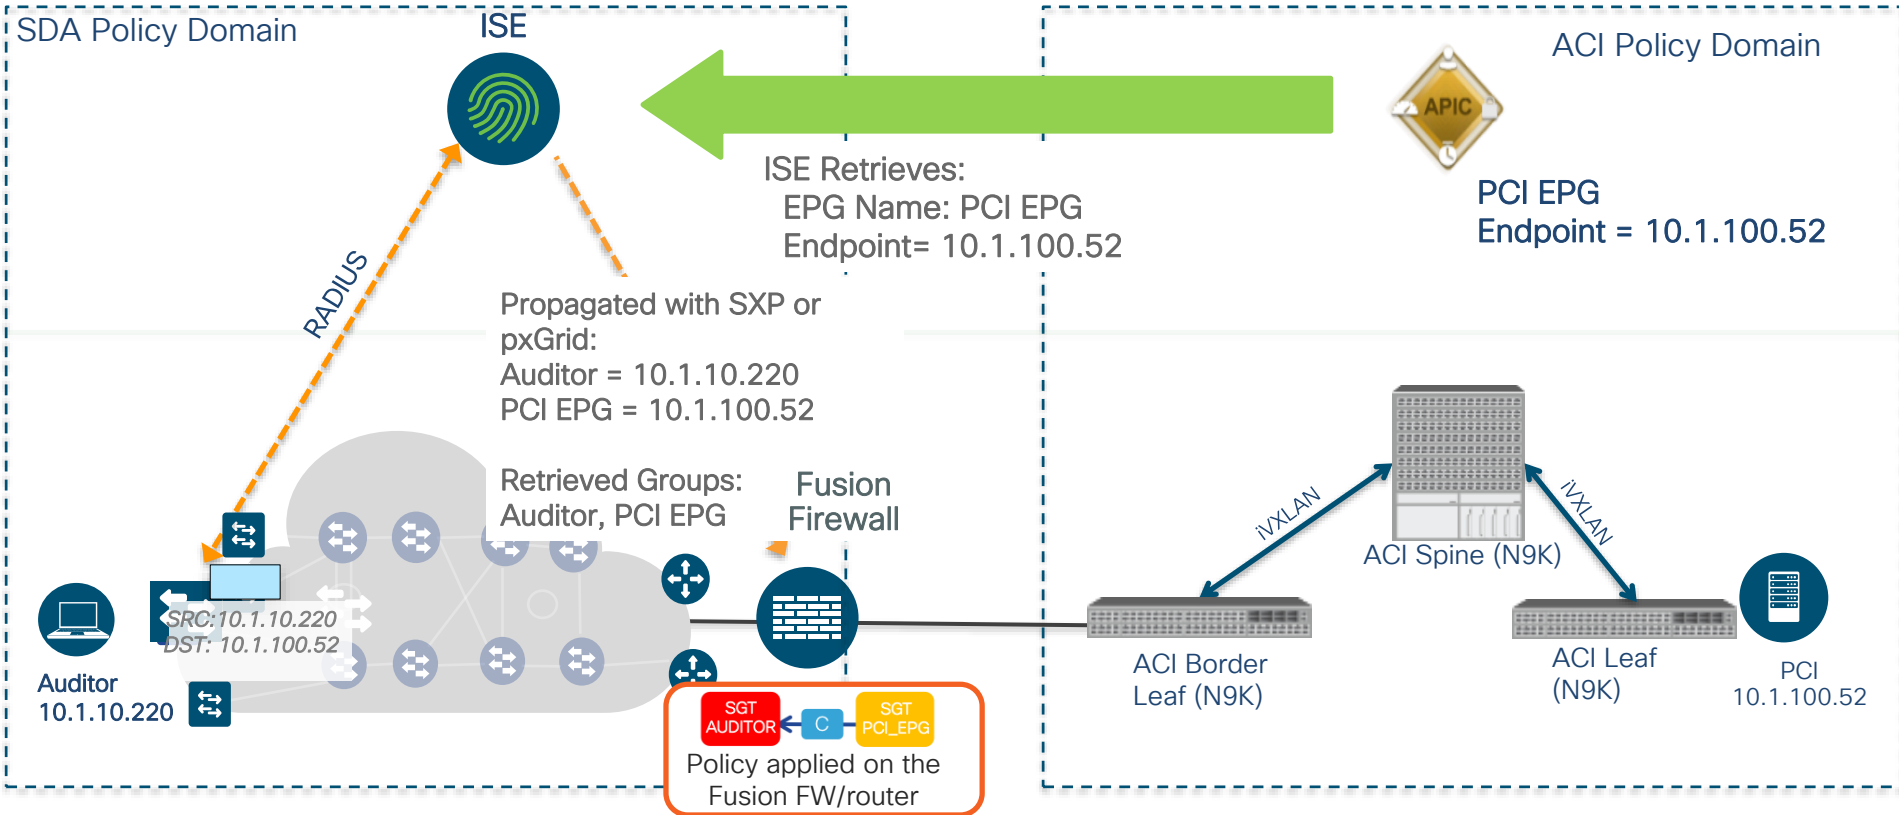 SDA Policy Domain
ISE
ACI Policy Domain
APIC
ISE Retrieves:
EPG Name: PCI EPG
Endpoint= 10.1.100.52
PCI EPG
Endpoint = 10.1.100.52
RADIUS
Propagated with SXP or
pxGrid:
Auditor = 10.1.10.220
PCI EPG = 10.1.100.52
Retrieved Groups:
Auditor, PCI EPG
Fusion
Firewall
iVXLAN
iVXLAN
ACI Spine (N9K)
SRC:10.1.10.220
DST: 10.1.100.52
Auditor
10.1.10.220
ACI Border
Leaf (N9K)
ACI Leaf
(N9K)
PCI
10.1.100.52
SGT
AUDITOR
C
SGT
PCI_EPG
Policy applied on the
Fusion FW/router